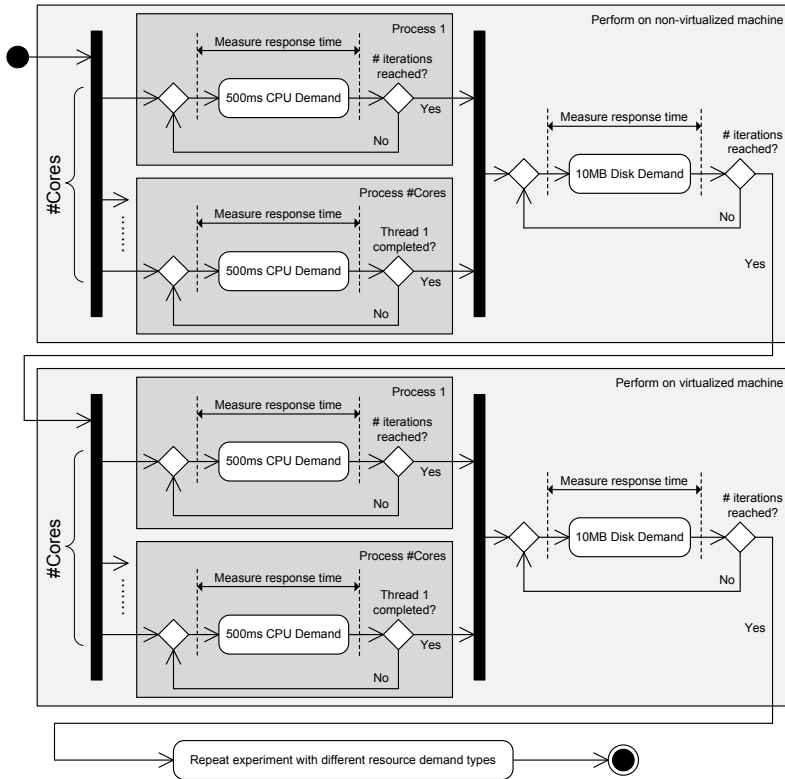 Perform on non-virtualized machine
Process 1
Measure response time
# iterations
reached?
500ms CPU Demand
Yes
No
#Cores
Process #Cores
Measure response time
Thread 1
completed?
500ms CPU Demand
Yes
No
Measure response time
# iterations
reached?
10MB Disk Demand
No
Yes
Perform on virtualized machine
Process 1
Measure response time
# iterations
reached?
500ms CPU Demand
Yes
No
#Cores
Process #Cores
Measure response time
Thread 1
completed?
500ms CPU Demand
Yes
No
Measure response time
# iterations
reached?
10MB Disk Demand
No
Yes
Repeat experiment with different resource demand types